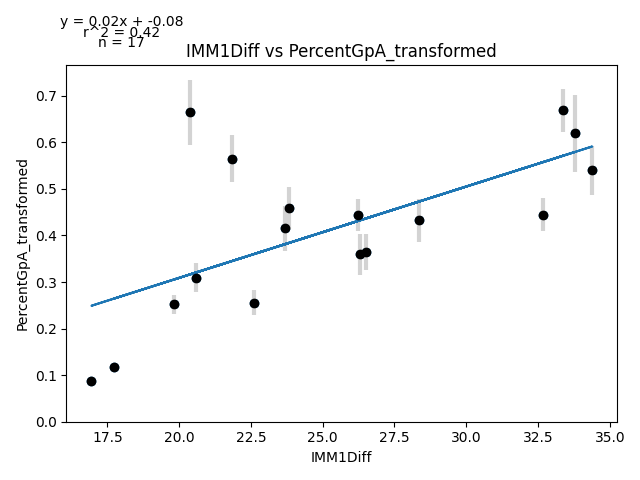 y = 0.02x + -0.08
r^2 = 0.42
n = 17
IMM1Diff vs PercentGpA_transformed
PercentGpA_transformed
0.7
0.6
0.5
0.4
0.3
0.2
0.1
0.0
17.5 20.0 22.5 25.0 27.5 30.0 32.5 35.0
IMM1Diff